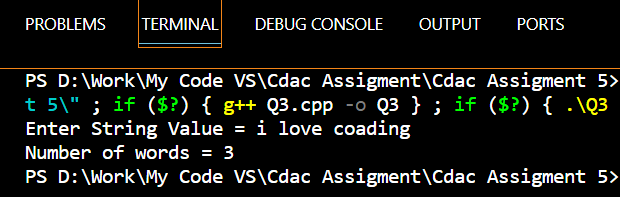 PROBLEMS TERMINAL DEBUG CONSOLE OUTPUT PORTS
PS D:\Work\My Code VS\Cdac Assigment\Cdac Assigment 5>
t 5\" ; if ($?) { g++ Q3.cpp -o Q3 } ; if ($?) { .\Q3
Enter String Value = i love coading
Number of words = 3
PS D:\Work\My Code VS\Cdac Assigment\Cdac Assigment 5>